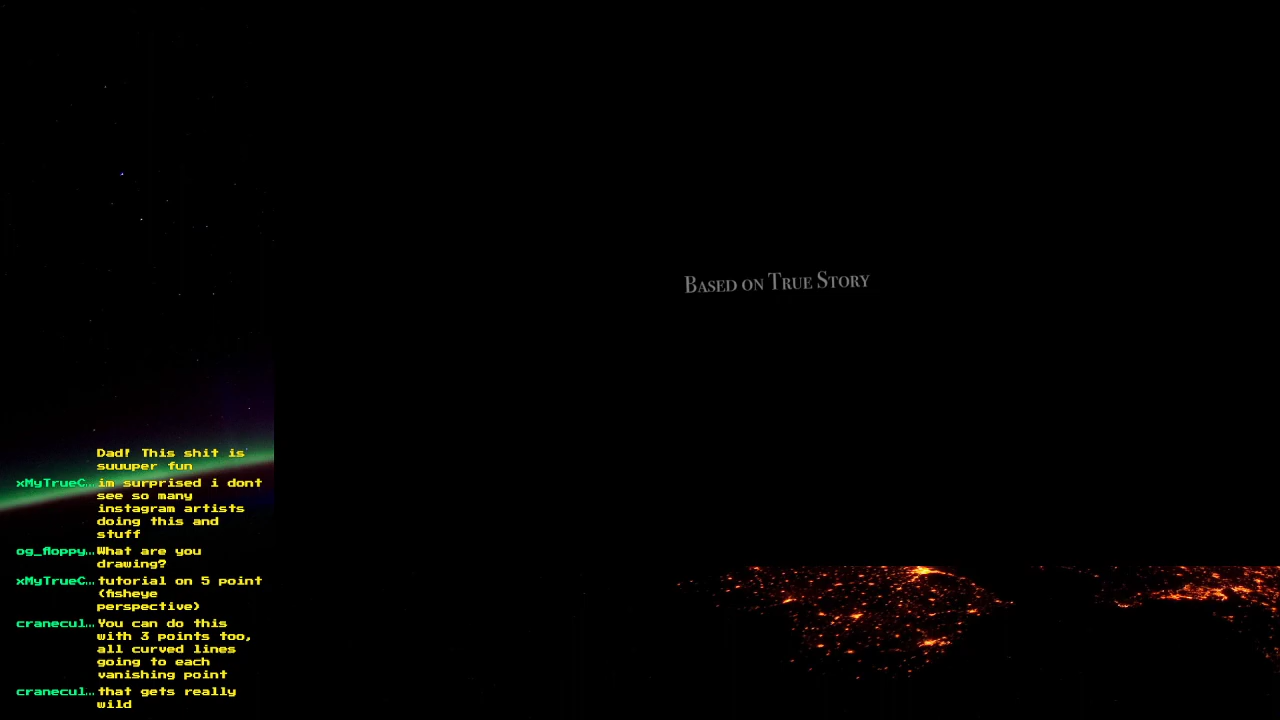 Based on True Story
Dad! This shit is
suuuper fun
xMyTrueC… im surprised i dont
see so many
instagram artists
doing this and
stuff
og_floppy… What are you
drawing?
xMyTrueC… tutorial on 5 point
(fisheye
perspective)
cranecul… You can do this
with 3 points too,
all curved lines
going to each
vanishing point
cranecul… that gets really
wild